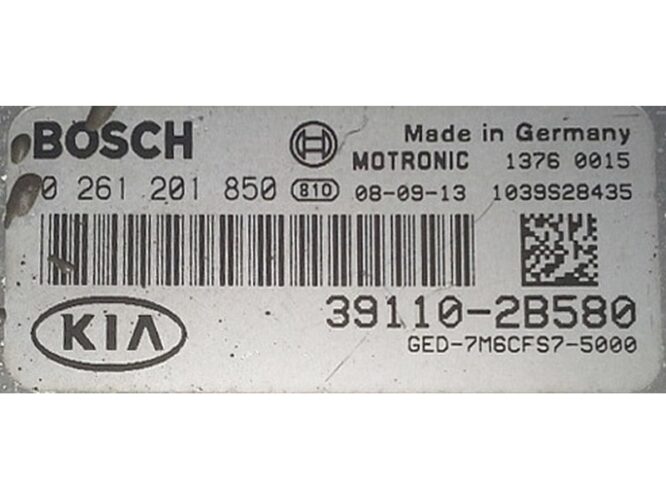 BOSCH Made in Germany
MOTRONIC 1376 0015
0 261 201 850 810 08-09-13 1039S28435
KIA 39110-2B580
GED-7M6CFS7-5000